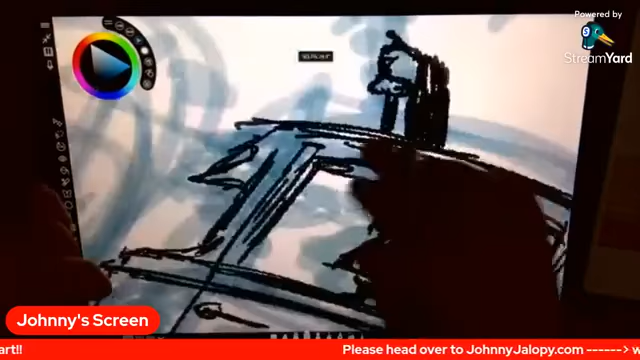 Powered by
StreamYard
Johnny's Screen
art!!
Please head over to JohnnyJalopy.com ------> w